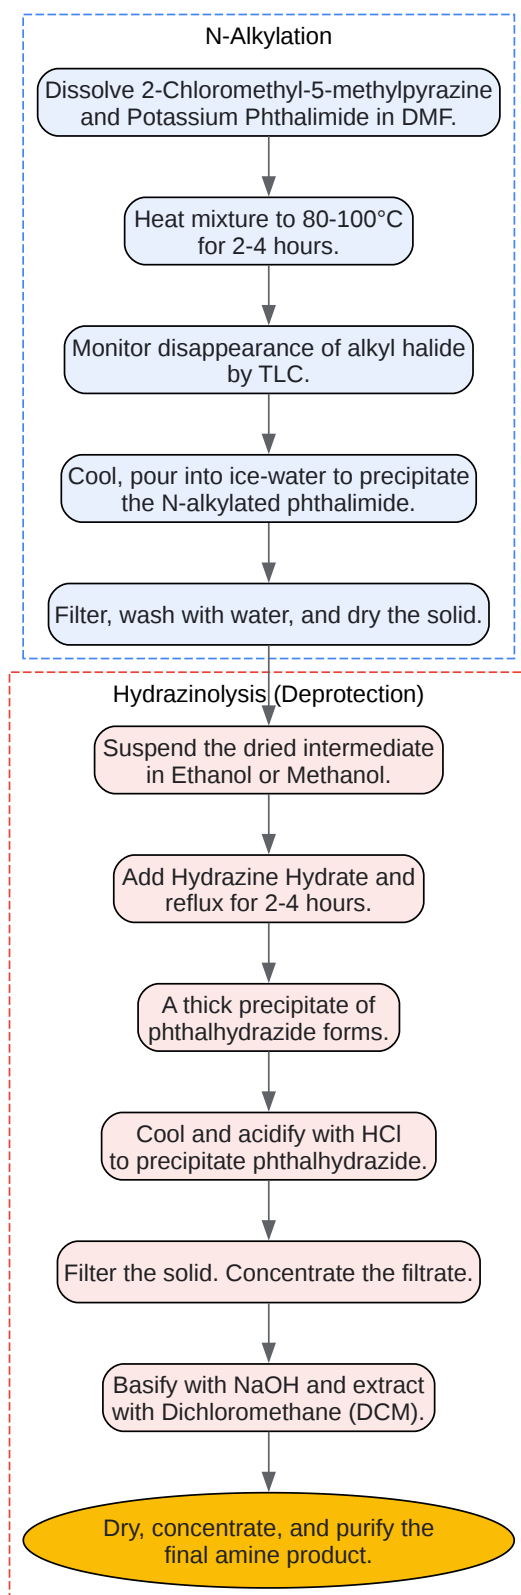 N-Alkylation
Dissolve 2-Chloromethyl-5-methylpyrazine
and Potassium Phthalimide in DMF.
Heat mixture to 80-100°C
for 2-4 hours.
Monitor disappearance of alkyl halide
by TLC.
Cool, pour into ice-water to precipitate
the N-alkylated phthalimide.
Filter, wash with water, and dry the solid.
Hydrazinolysis (Deprotection)
Suspend the dried intermediate
in Ethanol or Methanol.
Add Hydrazine Hydrate and
reflux for 2-4 hours.
A thick precipitate of
phthalhydrazide forms.
Cool and acidify with HCl
to precipitate phthalhydrazide.
Filter the solid. Concentrate the filtrate.
Basify with NaOH and extract
with Dichloromethane (DCM).
Dry, concentrate, and purify the
final amine product.